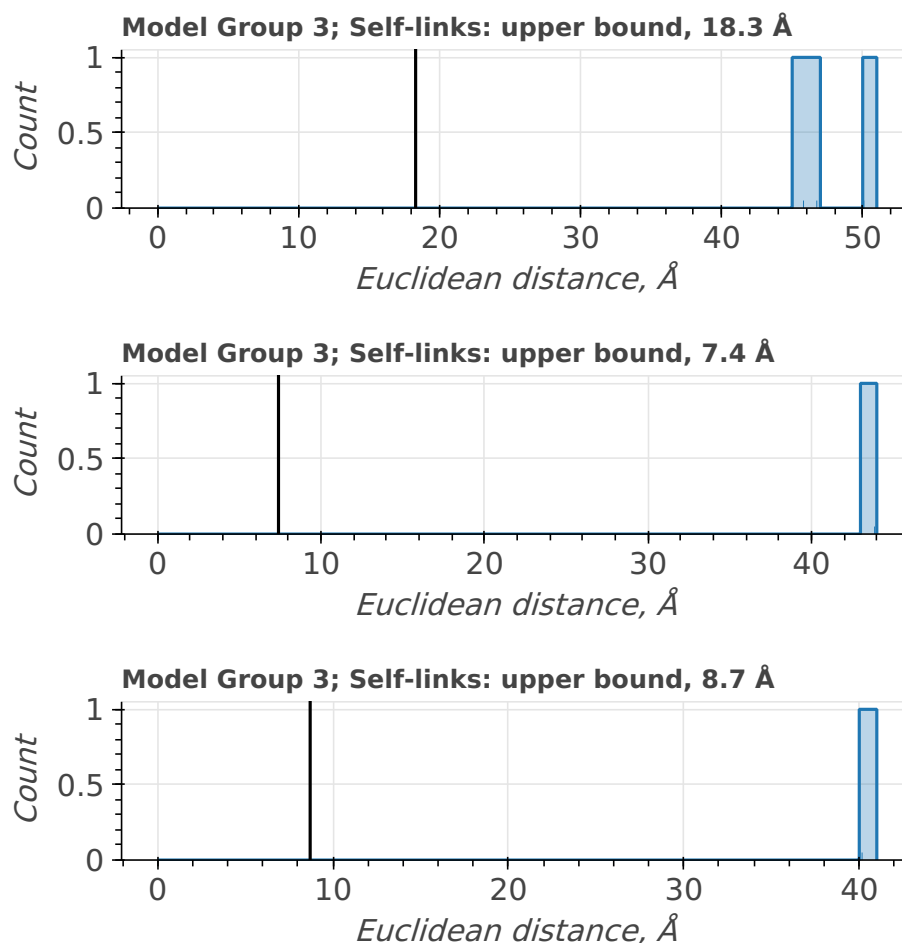 Model Group 3; Self-links: upper bound, 18.3 Å
1
0.5
0
Count
0 10 20 30 40 50
Euclidean distance, Å
Model Group 3; Self-links: upper bound, 7.4 Å
1
0.5
0
Count
0 10 20 30 40
Euclidean distance, Å
Model Group 3; Self-links: upper bound, 8.7 Å
1
0.5
0
Count
0 10 20 30 40
Euclidean distance, Å